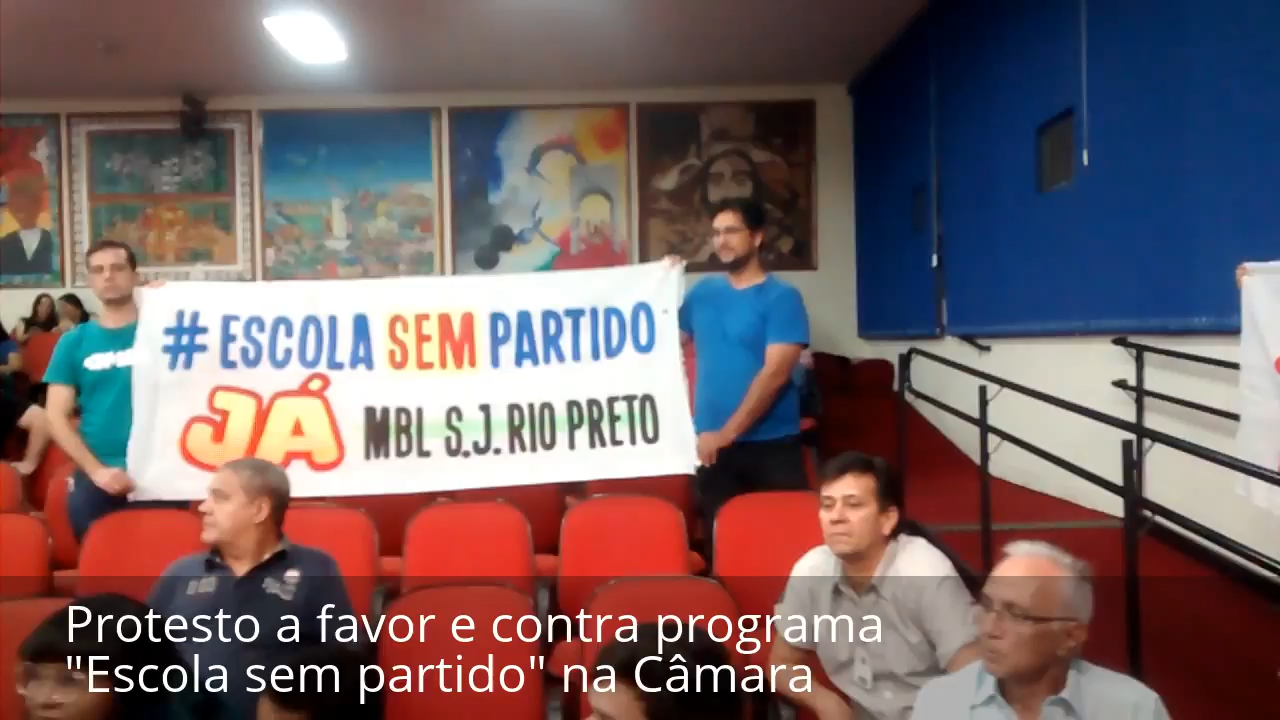 # ESCOLA SEM PARTIDO
JÁ MBL S.J. RIO PRETO
Protesto a favor e contra programa
"Escola sem partido" na Câmara